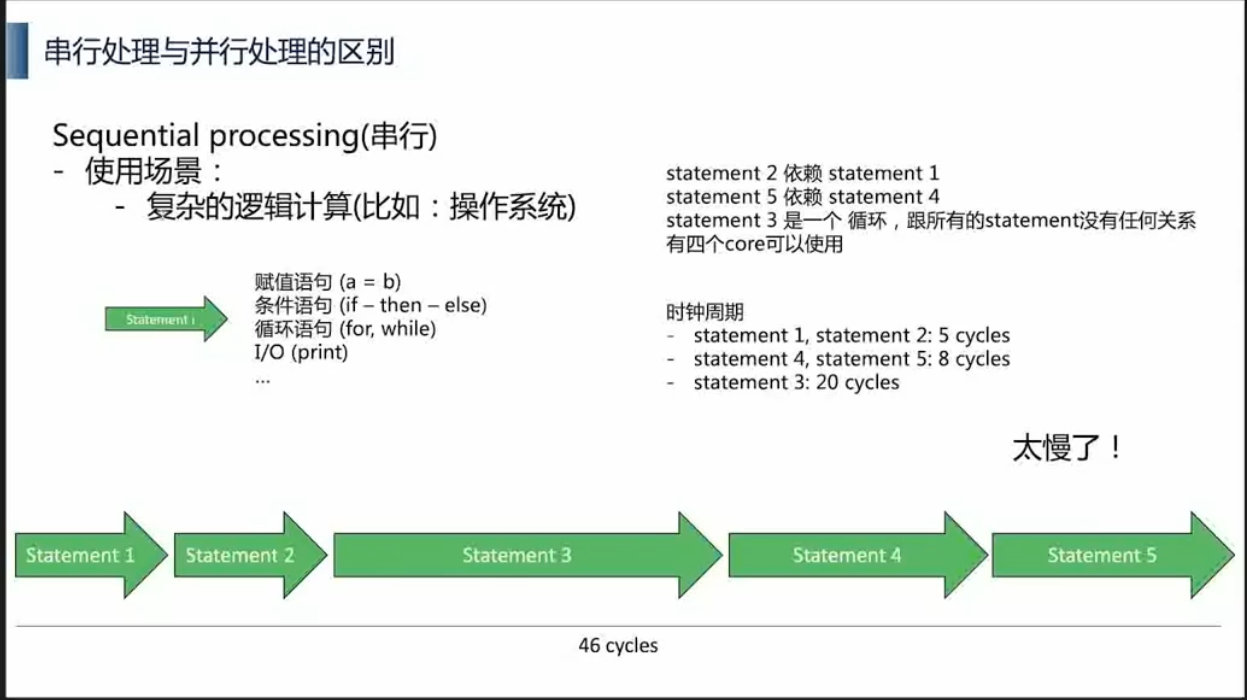 串行处理与并行处理的区别
Sequential processing(串行)
- 使用场景：
- 复杂的逻辑计算(比如：操作系统)
Statement i
赋值语句 (a = b)
条件语句 (if – then – else)
循环语句 (for, while)
I/O (print)
...
statement 2 依赖 statement 1
statement 5 依赖 statement 4
statement 3 是一个 循环，跟所有的statement没有任何关系
有四个core可以使用
时钟周期
- statement 1, statement 2: 5 cycles
- statement 4, statement 5: 8 cycles
- statement 3: 20 cycles
太慢了！
Statement 1
Statement 2
Statement 3
Statement 4
Statement 5
46 cycles